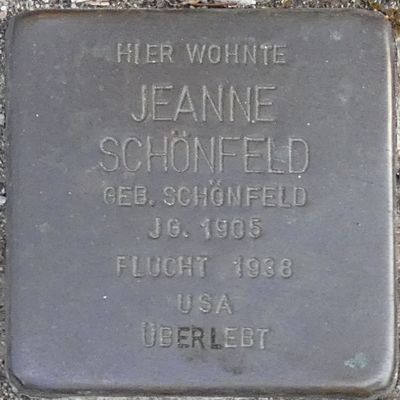 HIER WOHNTE
JEANNE
SCHÖNFELD
GEB. SCHÖNFELD
JG. 1905
FLUCHT 1938
USA
ÜBERLEBT